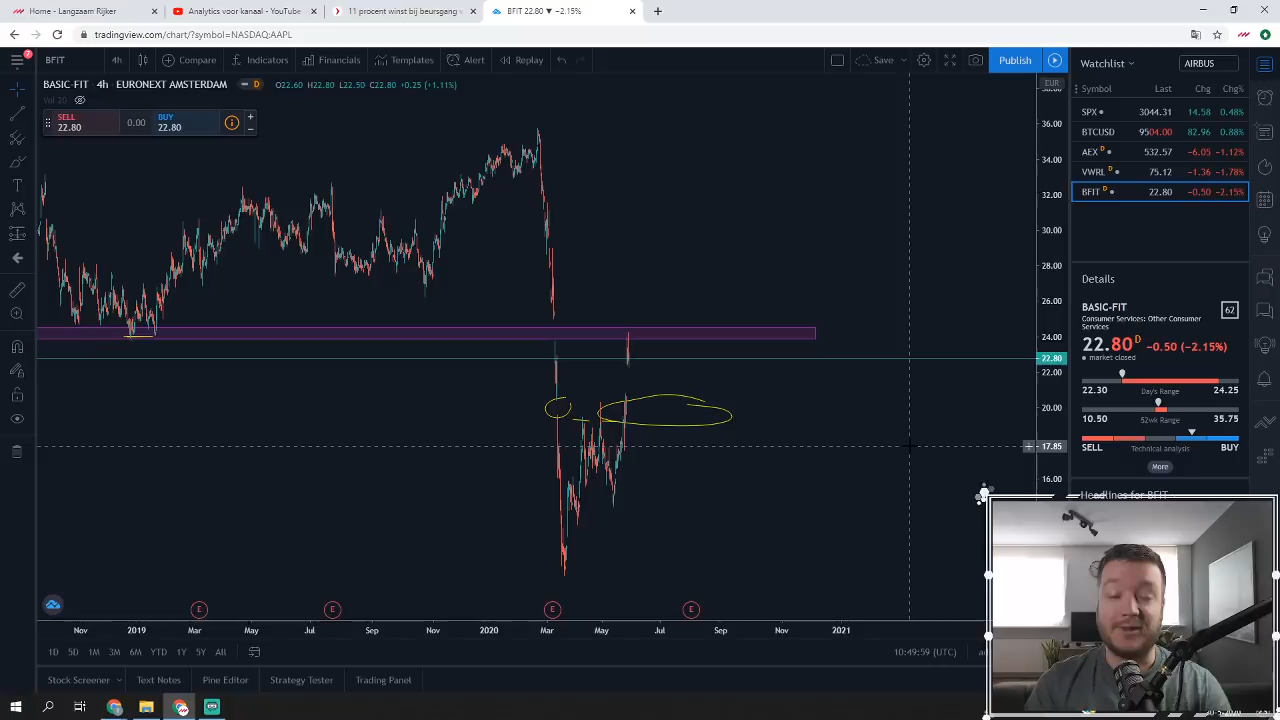 Home - Langzaam Rijker
Analytics voor kanaal - YouTube
11 procent winst bij beursgang v
BFIT 22.80 ▼ −2.15%
tradingview.com/chart/?symbol=NASDAQ:AAPL
2
BFIT
4h
Compare
Indicators
Financials
Templates
Alert
Replay
Save
Publish
Watchlist
AIRBUS
BASIC-FIT • 4h • EURONEXT AMSTERDAM
D
O22.60 H22.80 L22.50 C22.80 +0.25 (+1.11%)
Vol 20
SELL
22.80
0.00
BUY
22.80
EUR
38.00
36.00
34.00
32.00
30.00
28.00
26.00
24.00
22.80
22.00
20.00
17.85
16.00
Symbol Last Chg Chg%
SPX 3044.31 14.58 0.48%
BTCUSD 9504.00 82.96 0.88%
AEX D 532.57 −6.05 −1.12%
VWRL D 75.12 −1.36 −1.78%
BFIT D 22.80 −0.50 −2.15%
Details
BASIC-FIT
62
Consumer Services: Other Consumer
Services
22.80 D −0.50 (−2.15%)
market closed
22.30 Day's Range 24.25
10.50 52wk Range 35.75
SELL Technical analysis BUY
More
Headlines for BFIT
E E E E
Nov 2019 Mar May Jul Sep Nov 2020 Mar May Jul Sep Nov 2021
1D 5D 1M 3M 6M YTD 1Y 5Y All
10:49:59 (UTC)
Stock Screener
Text Notes
Pine Editor
Strategy Tester
Trading Panel